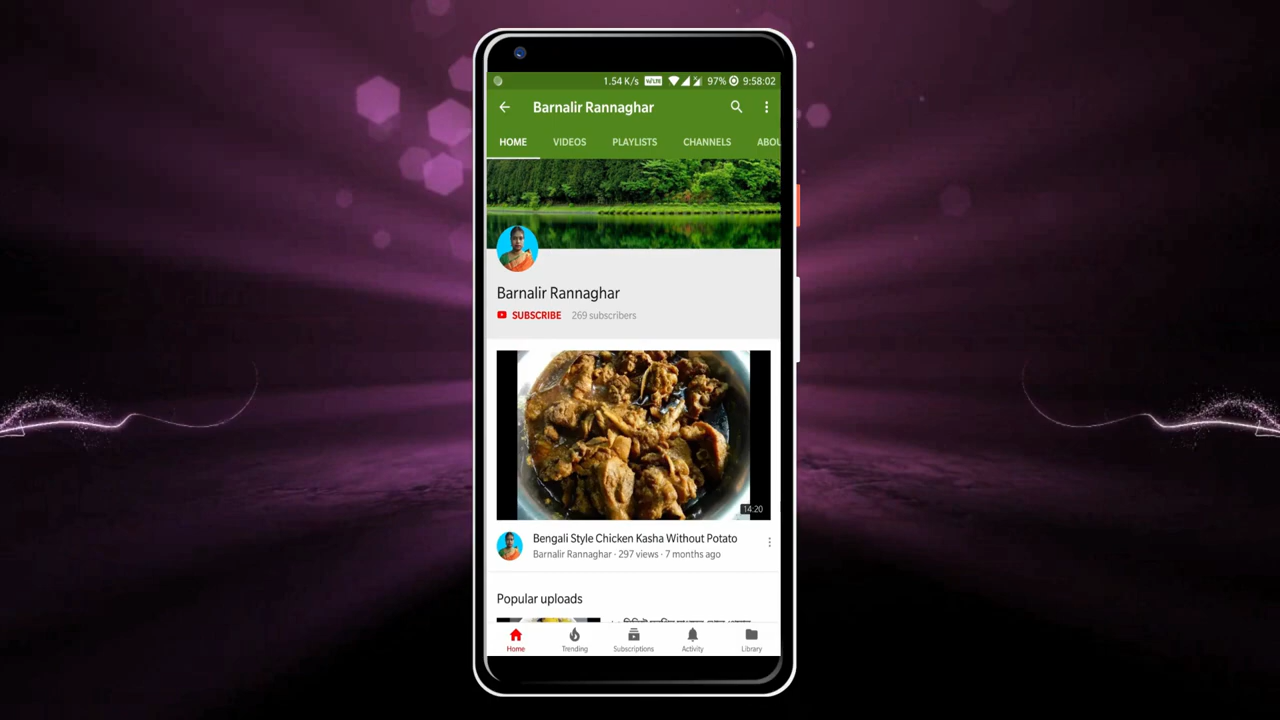 1.54 K/s VoLTE 97% 9:58:02
Barnalir Rannaghar
HOME VIDEOS PLAYLISTS CHANNELS ABOU
Barnalir Rannaghar
SUBSCRIBE 269 subscribers
14:20
Bengali Style Chicken Kasha Without Potato
Barnalir Rannaghar · 297 views · 7 months ago
Popular uploads
Home Trending Subscriptions Activity Library